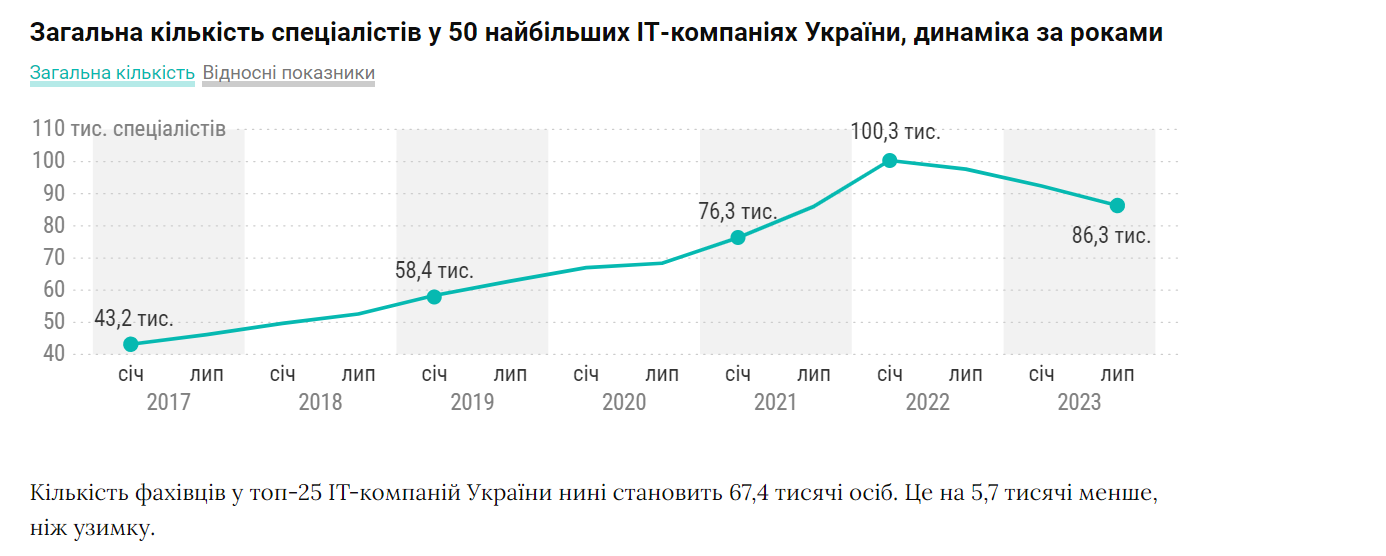 Загальна кількість спеціалістів у 50 найбільших ІТ-компаніях України, динаміка за роками
Загальна кількість Відносні показники
110 тис. спеціалістів
100,3 тис.
100
90
76,3 тис.
80
86,3 тис.
70
58,4 тис.
60
43,2 тис.
50
40
січ лип січ лип січ лип січ лип січ лип січ лип січ лип
2017 2018 2019 2020 2021 2022 2023
Кількість фахівців у топ-25 ІТ-компаній України нині становить 67,4 тисячі осіб. Це на 5,7 тисячі менше,
ніж узимку.